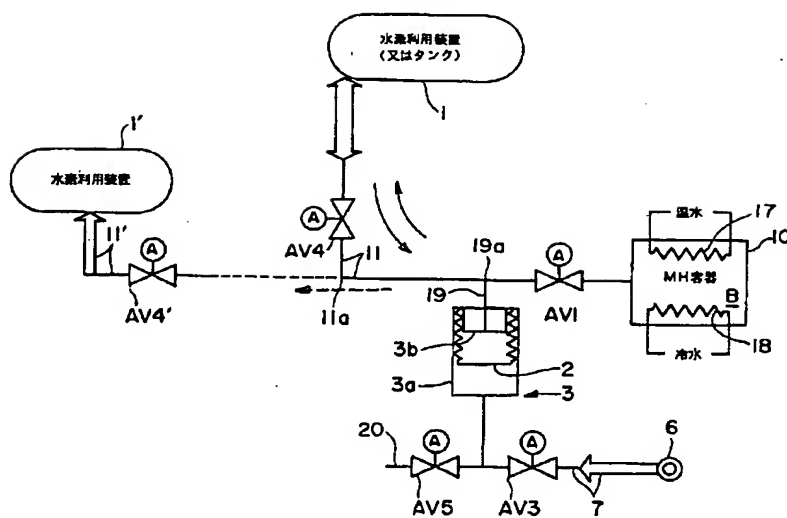 水素利用装置
(又はタンク)
1
1'
水素利用装置
11'
A
AV4'
A
AV4
11
11a
19a
19
A
AV1
温水
17
10
MH容器
B
18
冷水
3b
2
3a
3
20
A
AV5
A
AV3
7
6